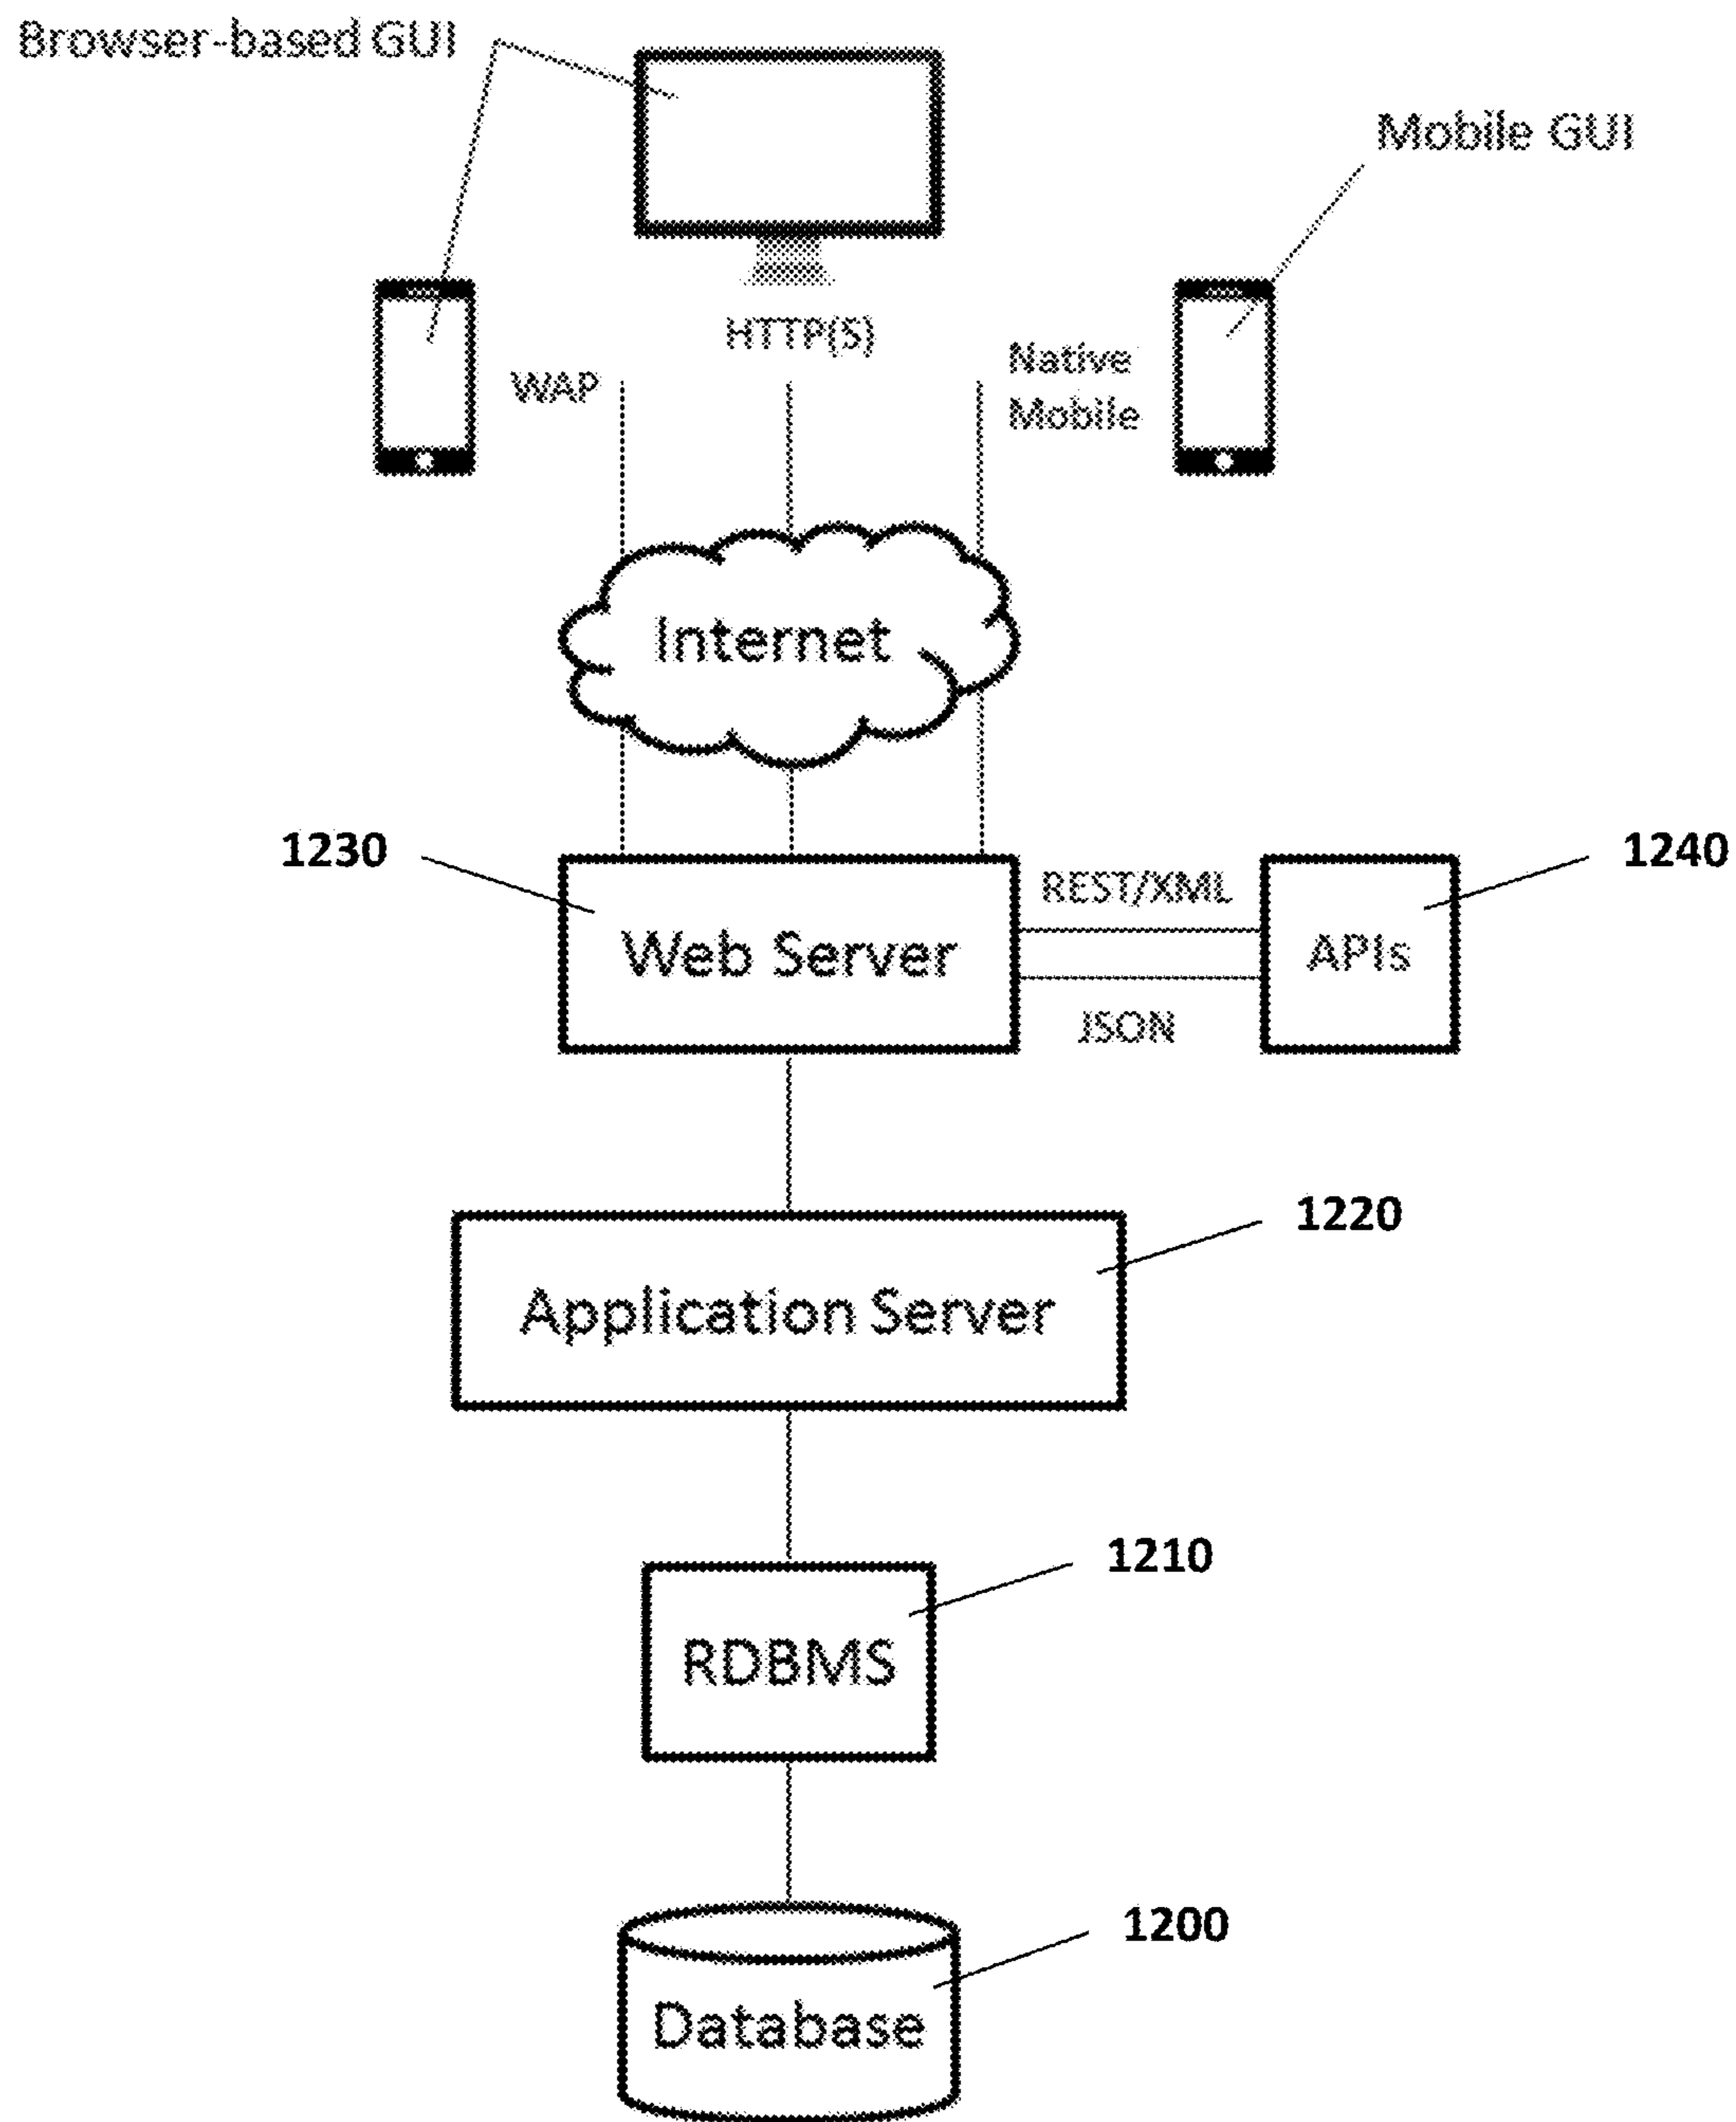 Browser-based GUI
Mobile GUI
HTTP(S)
Native
Mobile
WAP
Internet
1230
1240
REST/XML
Web Server
APIs
JSON
1220
Application Server
1210
RDBMS
1200
Database